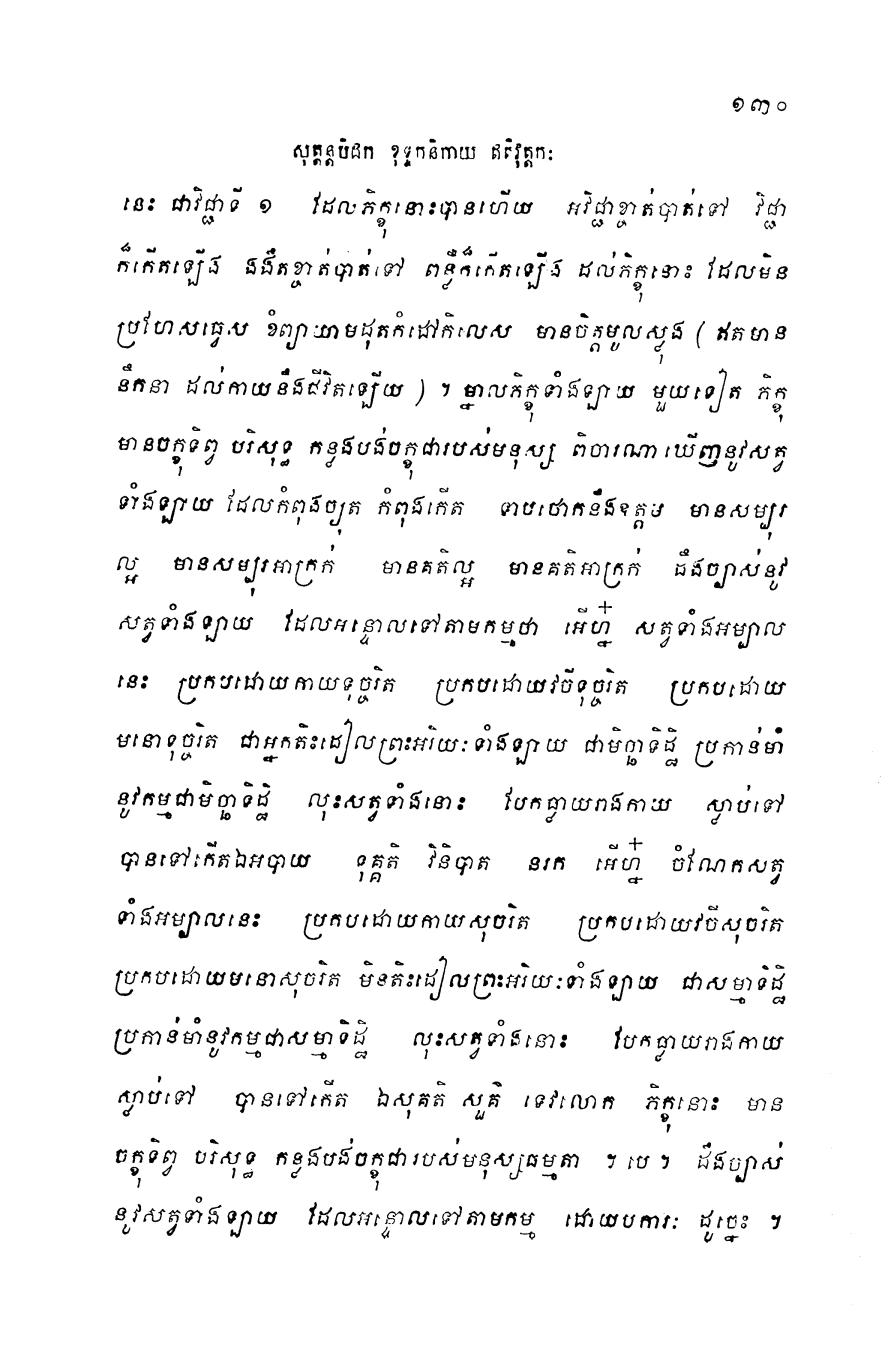 ១៣០
សុត្តន្តបិដក ខុទ្ទកនិកាយ ឥតិវុត្តកៈ
នេះ ជាវិជ្ជាទី ១ ដែលភិក្ខុនោះបានហើយ អវិជ្ជាខ្ចាត់បាត់ទៅ វិជ្ជា
ក៏កើតឡើង ងងឹតខ្ចាត់បាត់ទៅ ពន្លឺក៏កើតឡើង ដល់ភិក្ខុនោះ ដែលមិន
ប្រហែសធ្វេស ខំព្យាយាមដុតកំដៅកិលេស មានចិត្តមូលស្លុង ( ឥតមាន
នឹកនា ដល់កាយនឹងជីវិតឡើយ ) ។ ម្នាលភិក្ខុទាំងឡាយ មួយទៀត ភិក្ខុ
មានចក្ខុទិព្វ បរិសុទ្ធ កន្លងបង់ចក្ខុជារបស់មនុស្ស ពិចារណាឃើញនូវសត្វ
ទាំងឡាយ ដែលកំពុងច្យុត កំពុងកើត ទាបថោកនឹងឧត្តម មានសម្បុរ
ល្អ មានសម្បុរអាក្រក់ មានគតិល្អ មានគតិអាក្រក់ ដឹងច្បាស់នូវ
សត្វទាំងឡាយ ដែលអន្ទោលទៅតាមកម្មថា អើហ្ន៎ សត្វទាំងអម្បាល
នេះ ប្រកបដោយកាយទុច្ចរិត ប្រកបដោយវចីទុច្ចរិត ប្រកបដោយ
មនោទុច្ចរិត ជាអ្នកតិះដៀលព្រះអរិយៈទាំងឡាយ ជាមិច្ឆាទិដ្ឋិ ប្រកាន់មាំ
នូវកម្មជាមិច្ឆាទិដ្ឋិ លុះសត្វទាំងនោះ បែកធ្លាយរាងកាយ ស្លាប់ទៅ
បានទៅកើតឯអបាយ ទុគ្គតិ វិនិបាត នរក អើហ្ន៎ ចំណែកសត្វ
ទាំងអម្បាលនេះ ប្រកបដោយកាយសុចរិត ប្រកបដោយវចីសុចរិត
ប្រកបដោយមនោសុចរិត មិនតិះដៀលព្រះអរិយៈទាំងឡាយ ជាសម្មាទិដ្ឋិ
ប្រកាន់មាំនូវកម្មជាសម្មាទិដ្ឋិ លុះសត្វទាំងនោះ បែកធ្លាយរាងកាយ
ស្លាប់ទៅ បានទៅកើត ឯសុគតិ សួគ៌ ទេវលោក ភិក្ខុនោះ មាន
ចក្ខុទិព្វ បរិសុទ្ធ កន្លងបង់ចក្ខុជារបស់មនុស្សធម្មតា ។ បេ ។ ដឹងច្បាស់
នូវសត្វទាំងឡាយ ដែលអន្ទោលទៅតាមកម្ម ដោយបការៈ ដូច្នេះ ។